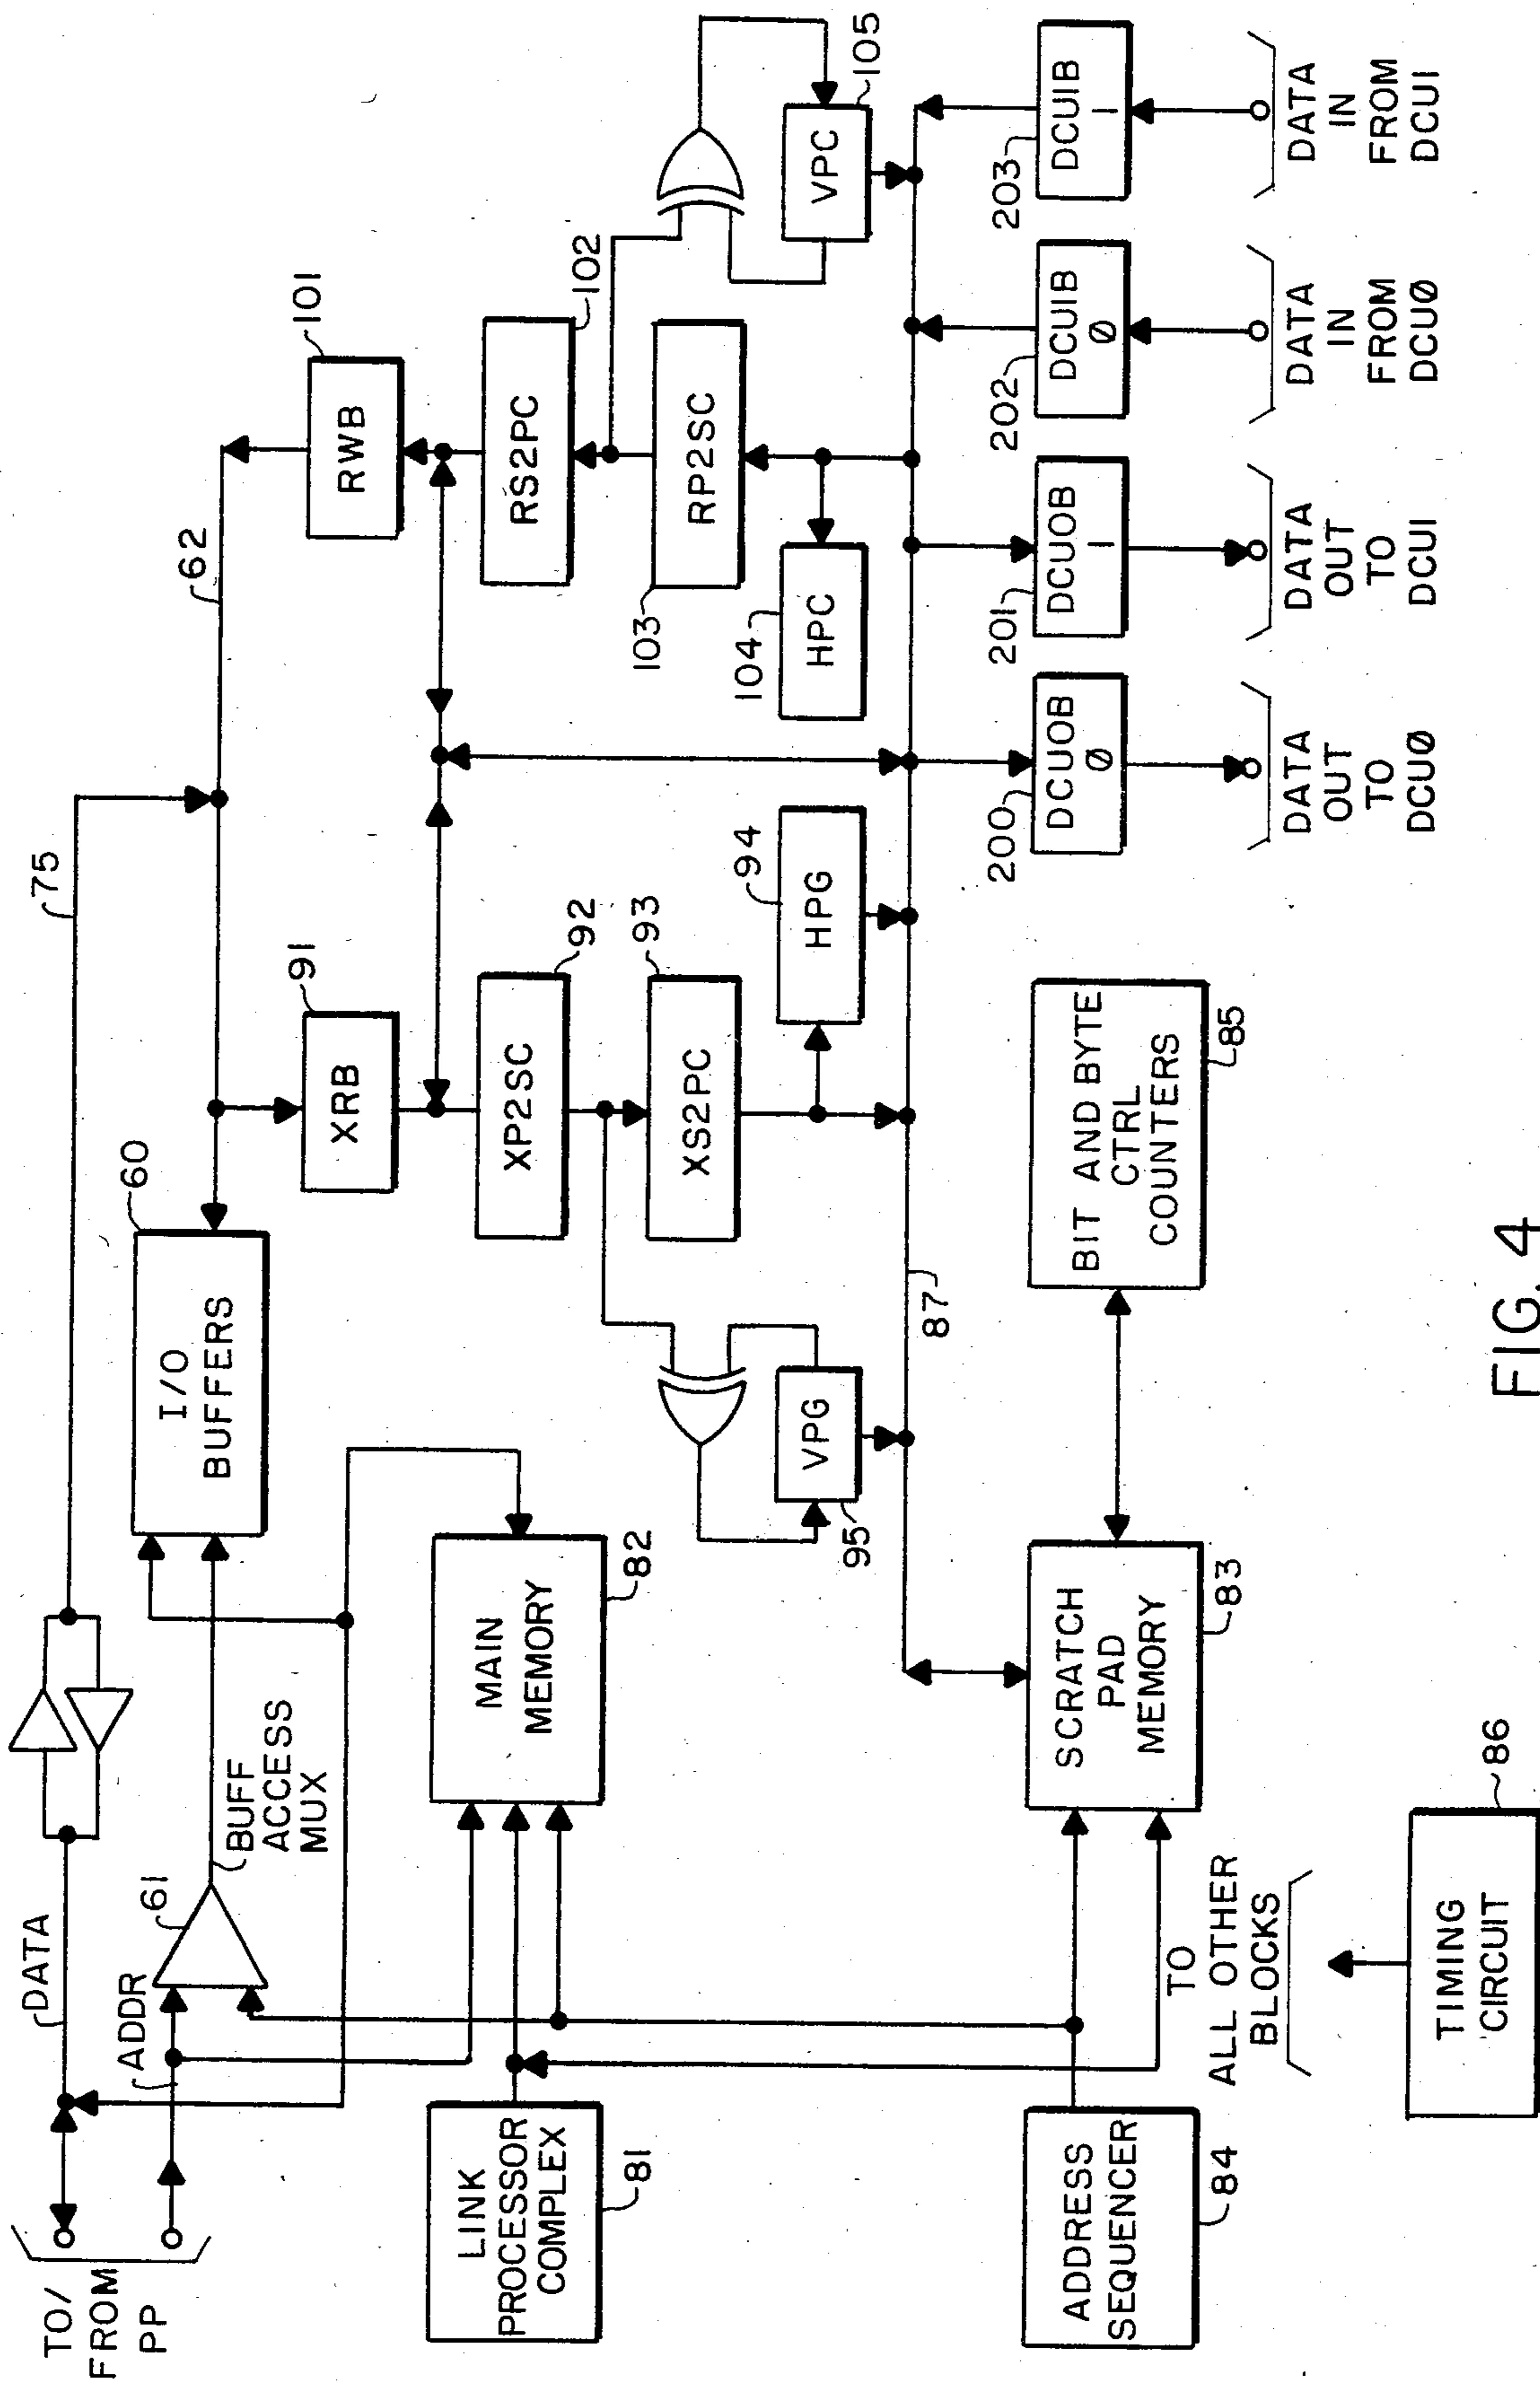 TO/
FROM
PP
DATA
ADDR
61
BUFF
ACCESS
MUX
75
60
I/O
BUFFERS
62
101
RWB
91
XRB
LINK
PROCESSOR
COMPLEX
81
MAIN
MEMORY
82
XP2SC
92
RS2PC
102
XS2PC
93
RP2SC
103
VPG
95
HPG
94
HPC
104
VPC
105
87
ADDRESS
SEQUENCER
84
SCRATCH
PAD
MEMORY
83
BIT AND BYTE
CTRL
COUNTERS
85
200
DCUOB
Ø
201
DCUOB
1
202
DCUIB
Ø
203
DCUIB
1
DATA
OUT
TO
DCUØ
DATA
OUT
TO
DCU1
DATA
IN
FROM
DCUØ
DATA
IN
FROM
DCU1
TO
ALL OTHER
BLOCKS
TIMING
CIRCUIT
86
FIG. 4